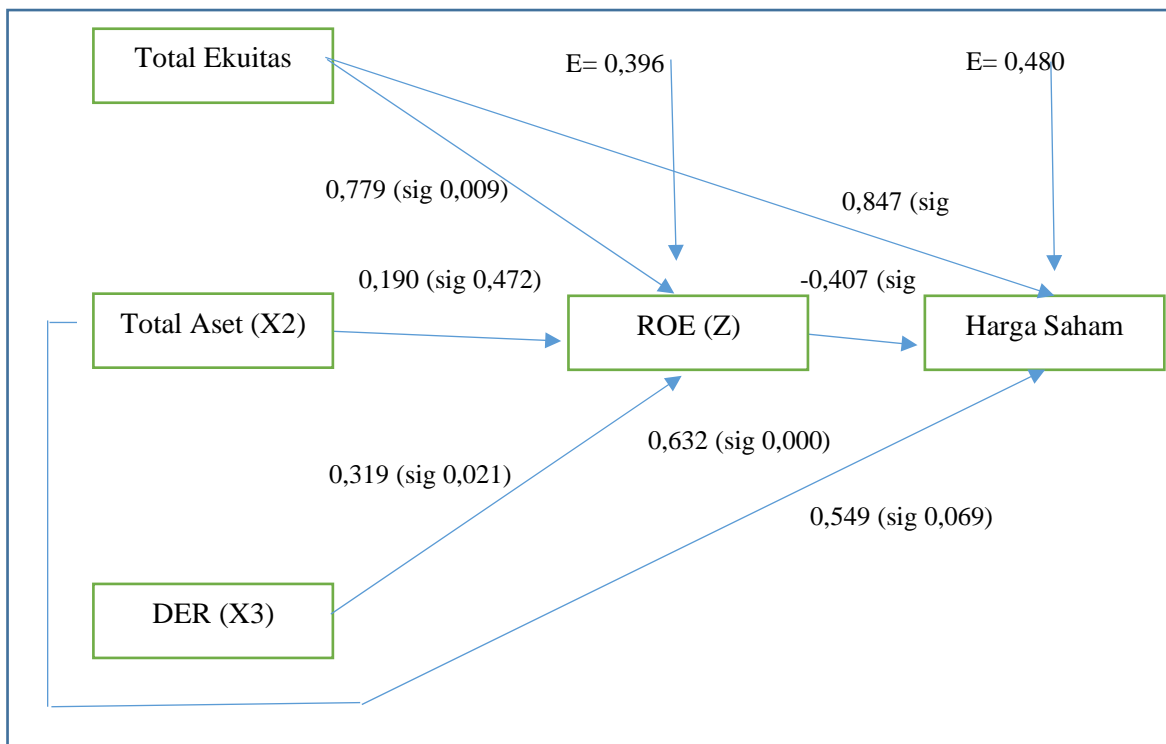 Total Ekuitas
E= 0,396
E= 0,480
0,779 (sig 0,009)
0,847 (sig
0,190 (sig 0,472)
-0,407 (sig
Total Aset (X2)
ROE (Z)
Harga Saham
0,632 (sig 0,000)
0,319 (sig 0,021)
0,549 (sig 0,069)
DER (X3)